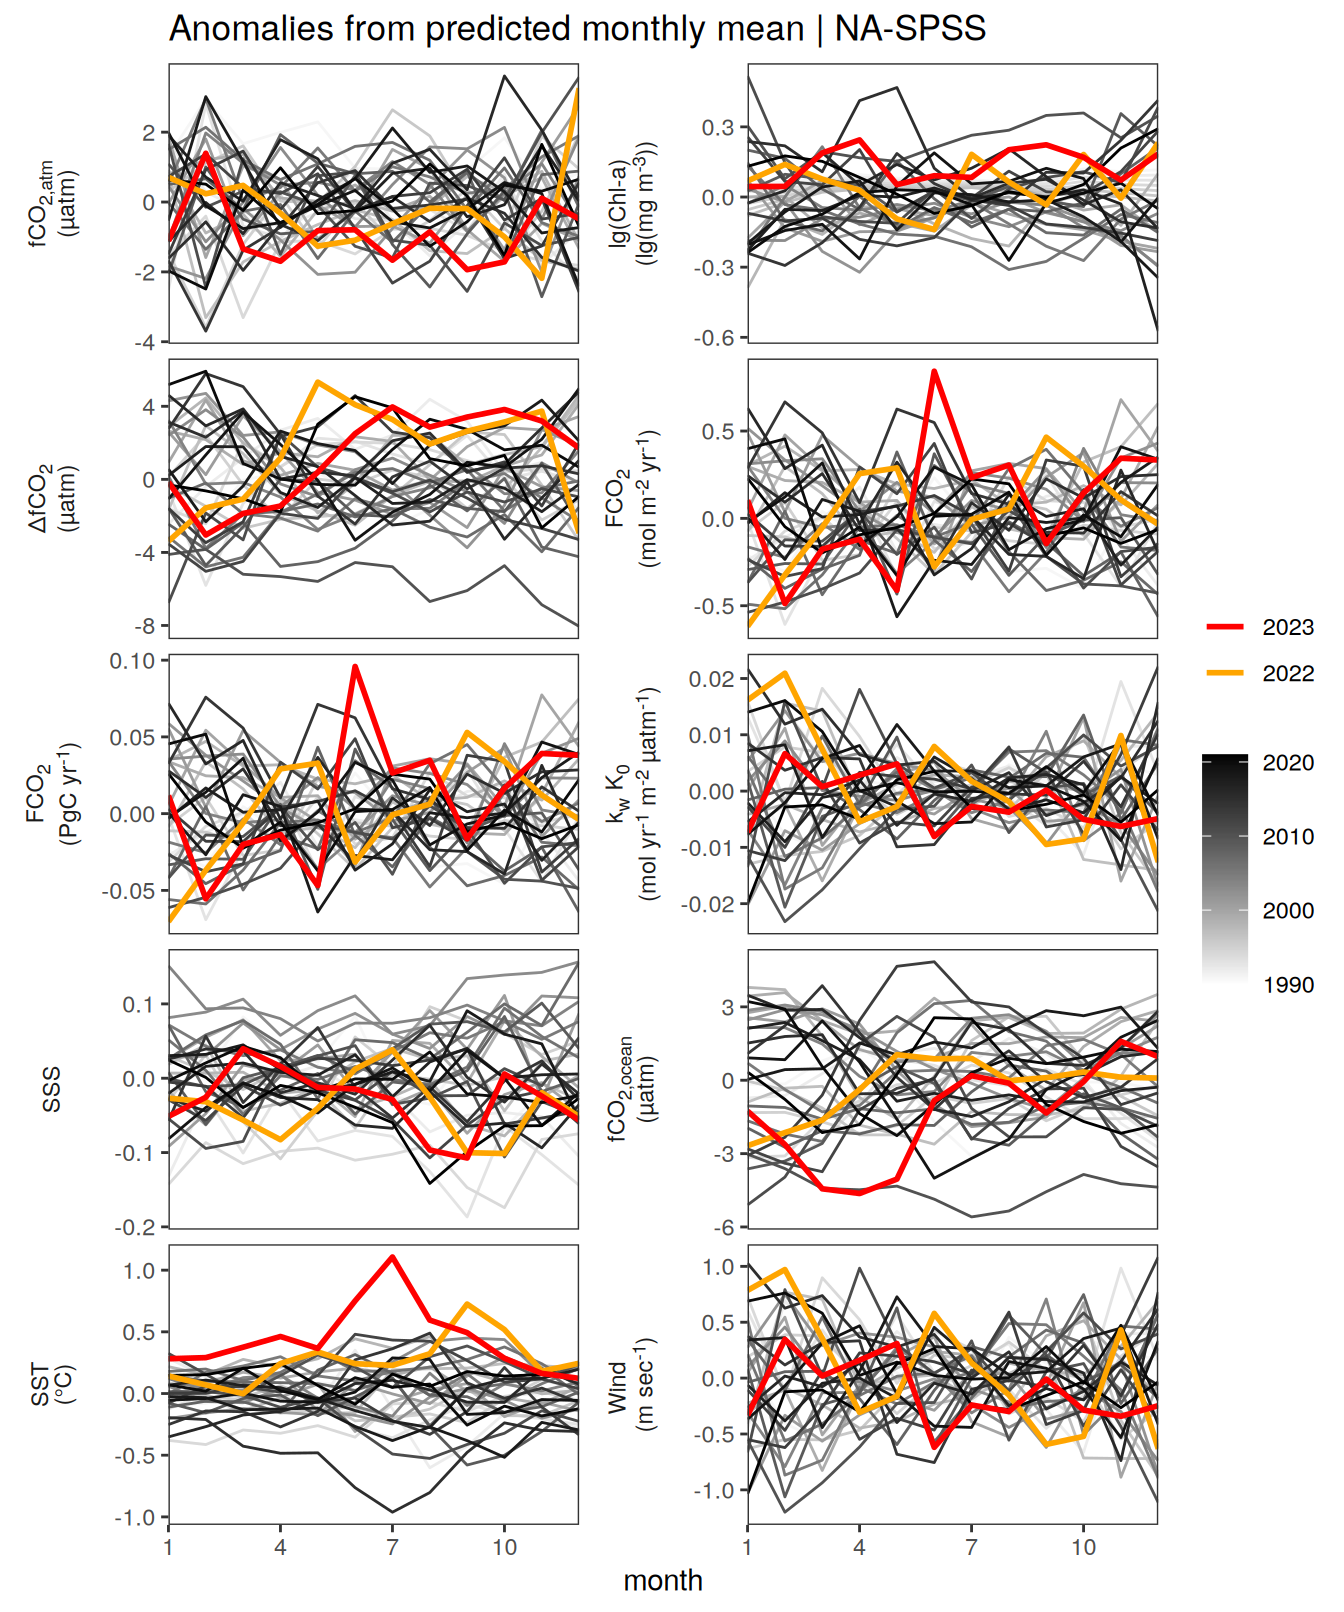 Anomalies from predicted monthly mean | NA-SPSS
fCO2,atm
(µatm)
2
0
-2
-4
lg(Chl-a)
(lg(mg m-3))
0.3
0.0
-0.3
-0.6
ΔfCO2
(µatm)
4
0
-4
-8
FCO2
(mol m-2 yr-1)
0.5
0.0
-0.5
FCO2
(PgC yr-1)
0.10
0.05
0.00
-0.05
kw K0
(mol yr-1 m-2 µatm-1)
0.02
0.01
0.00
-0.01
-0.02
SSS
0.1
0.0
-0.1
-0.2
fCO2,ocean
(µatm)
3
0
-3
-6
SST
(°C)
1.0
0.5
0.0
-0.5
-1.0
Wind
(m sec-1)
1.0
0.5
0.0
-0.5
-1.0
1 4 7 10
1 4 7 10
month
2023
2022
2020
2010
2000
1990